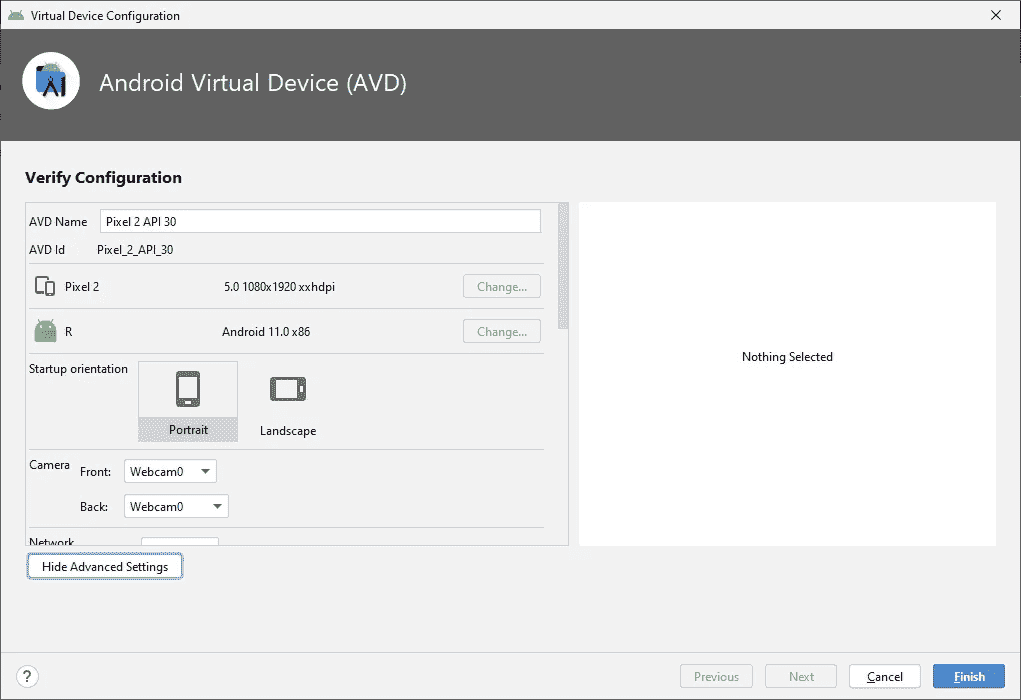 Virtual Device Configuration
Android Virtual Device (AVD)
Verify Configuration
AVD Name Pixel 2 API 30
AVD Id Pixel_2_API_30
Pixel 2 5.0 1080x1920 xxhdpi Change...
R Android 11.0 x86 Change...
Nothing Selected
Startup orientation
Portrait Landscape
Camera Front: Webcam0
Back: Webcam0
Network
Hide Advanced Settings
? Previous Next Cancel Finish